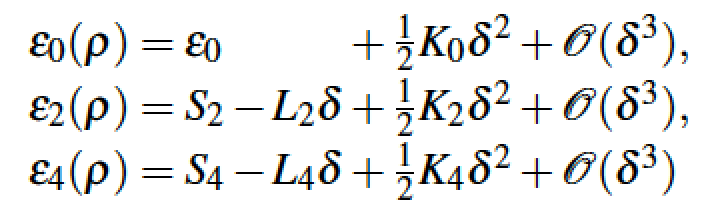 ε₀(ρ) = ε₀ + ½K₀δ² + 𝒪(δ³),
ε₂(ρ) = S₂ − L₂δ + ½K₂δ² + 𝒪(δ³),
ε₄(ρ) = S₄ − L₄δ + ½K₄δ² + 𝒪(δ³)